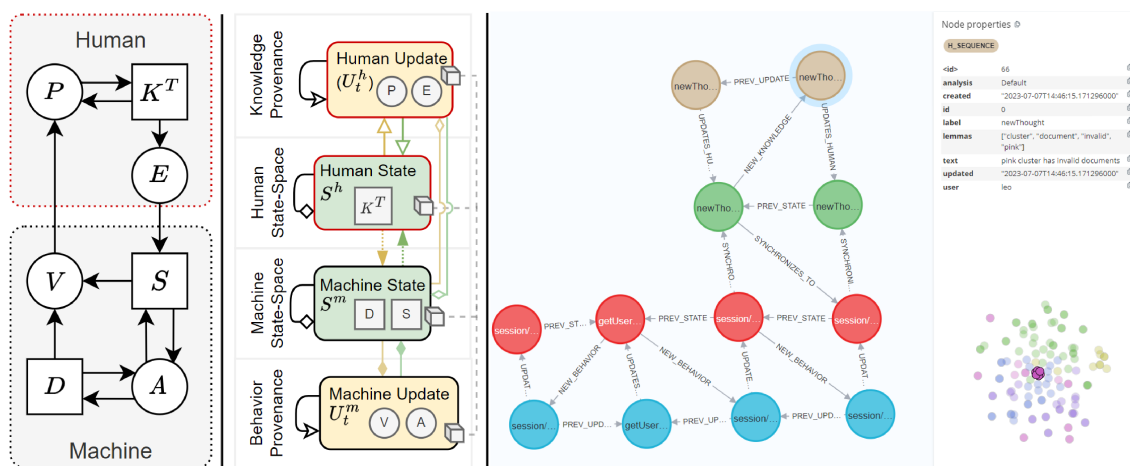 Human
P
K^T
E
V
S
D
A
Machine
Knowledge
Provenance
Human
State-Space
Machine
State-Space
Behavior
Provenance
Human Update
(U_t^h)
P
E
Human State
S^h
K^T
Machine State
S^m
D
S
Machine Update
U_t^m
V
A
newTho...
PREV_UPDATE
newTho...
UPDATES_HU...
NEW_KNOWLEDGE
UPDATES_HUMAN
newTho...
PREV_STATE
newTho...
SYNCHRO...
SYNCHRONIZES_TO
SYNCHRONI...
session/...
PREV_ST...
getUser...
PREV_STATE
session/...
PREV_STATE
session/...
UPDAT...
NEW_BEHAVIOR
UPDATES...
NEW_BEHAVIOR
UPDATE...
NEW_BEHAVIOR
UPDAT...
session/...
PREV_UPD...
getUser...
PREV_UPD...
session/...
PREV_UPD...
session/...
Node properties
H_SEQUENCE
<id> 66
analysis Default
created "2023-07-07T14:46:15.171296000"
id 0
label newThought
lemmas ["cluster", "document", "invalid",
"pink"]
text pink cluster has invalid documents
updated "2023-07-07T14:46:15.171296000"
user leo